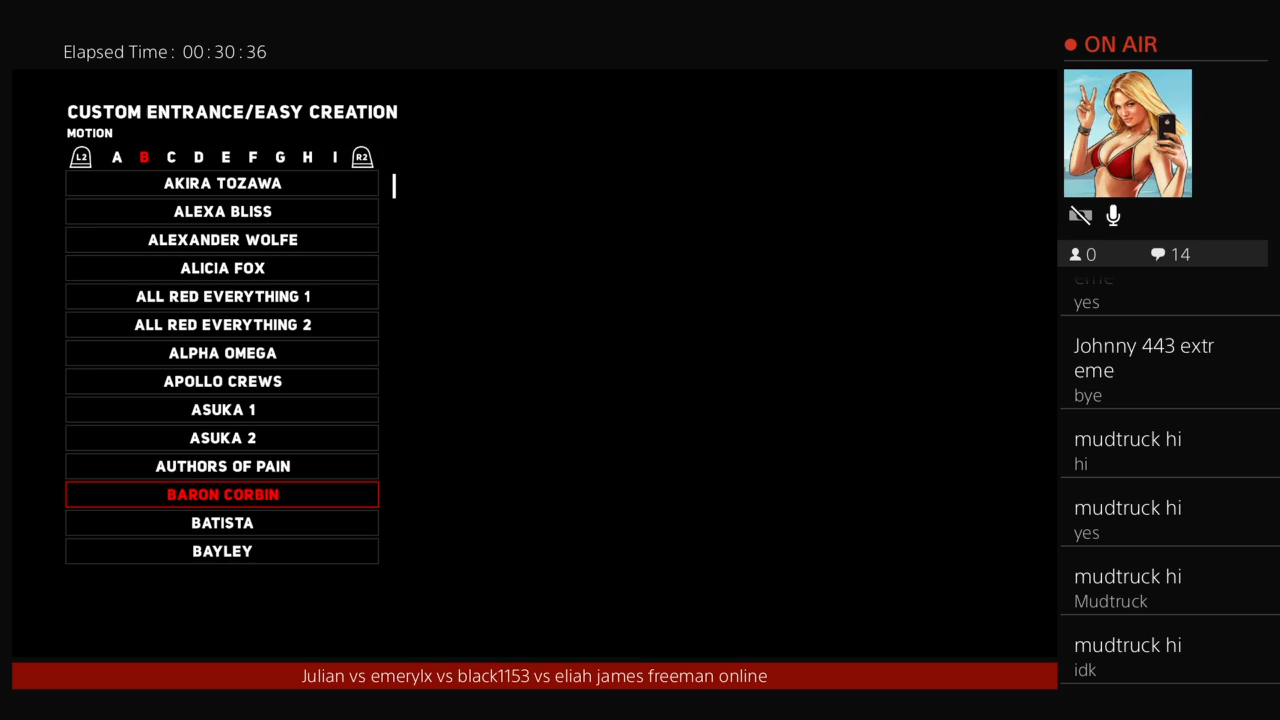 Elapsed Time: 00:30:36
ON AIR
CUSTOM ENTRANCE/EASY CREATION
MOTION
L2 A B C D E F G H I R2
AKIRA TOZAWA
ALEXA BLISS
ALEXANDER WOLFE
ALICIA FOX
ALL RED EVERYTHING 1
ALL RED EVERYTHING 2
ALPHA OMEGA
APOLLO CREWS
ASUKA 1
ASUKA 2
AUTHORS OF PAIN
BARON CORBIN
BATISTA
BAYLEY
0 14
eme
yes
Johnny 443 extr
eme
bye
mudtruck hi
hi
mudtruck hi
yes
mudtruck hi
Mudtruck
mudtruck hi
idk
Julian vs emerylx vs black1153 vs eliah james freeman online